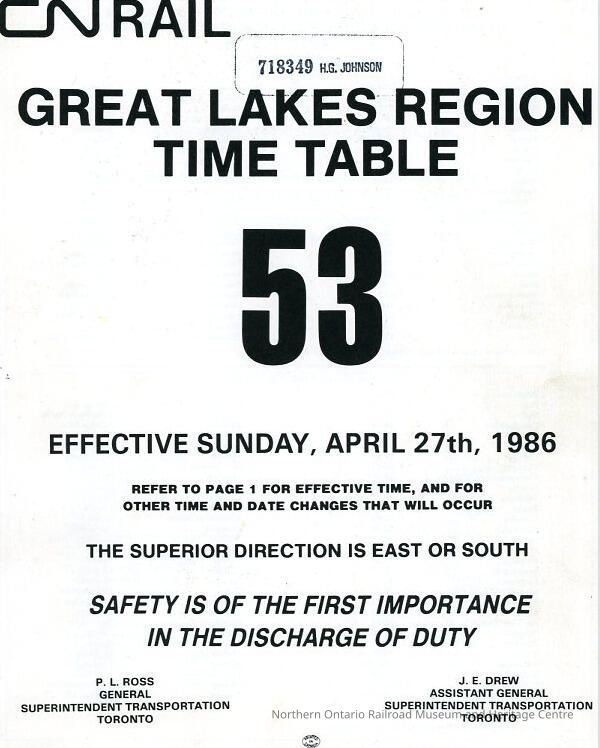 CN RAIL
718349 H.G. JOHNSON
GREAT LAKES REGION
TIME TABLE
53
EFFECTIVE SUNDAY, APRIL 27th, 1986
REFER TO PAGE 1 FOR EFFECTIVE TIME, AND FOR
OTHER TIME AND DATE CHANGES THAT WILL OCCUR
THE SUPERIOR DIRECTION IS EAST OR SOUTH
SAFETY IS OF THE FIRST IMPORTANCE
IN THE DISCHARGE OF DUTY
P. L. ROSS
GENERAL
SUPERINTENDENT TRANSPORTATION
TORONTO
J. E. DREW
ASSISTANT GENERAL
SUPERINTENDENT TRANSPORTATION
TORONTO
Northern Ontario Railroad Museum and Heritage Centre